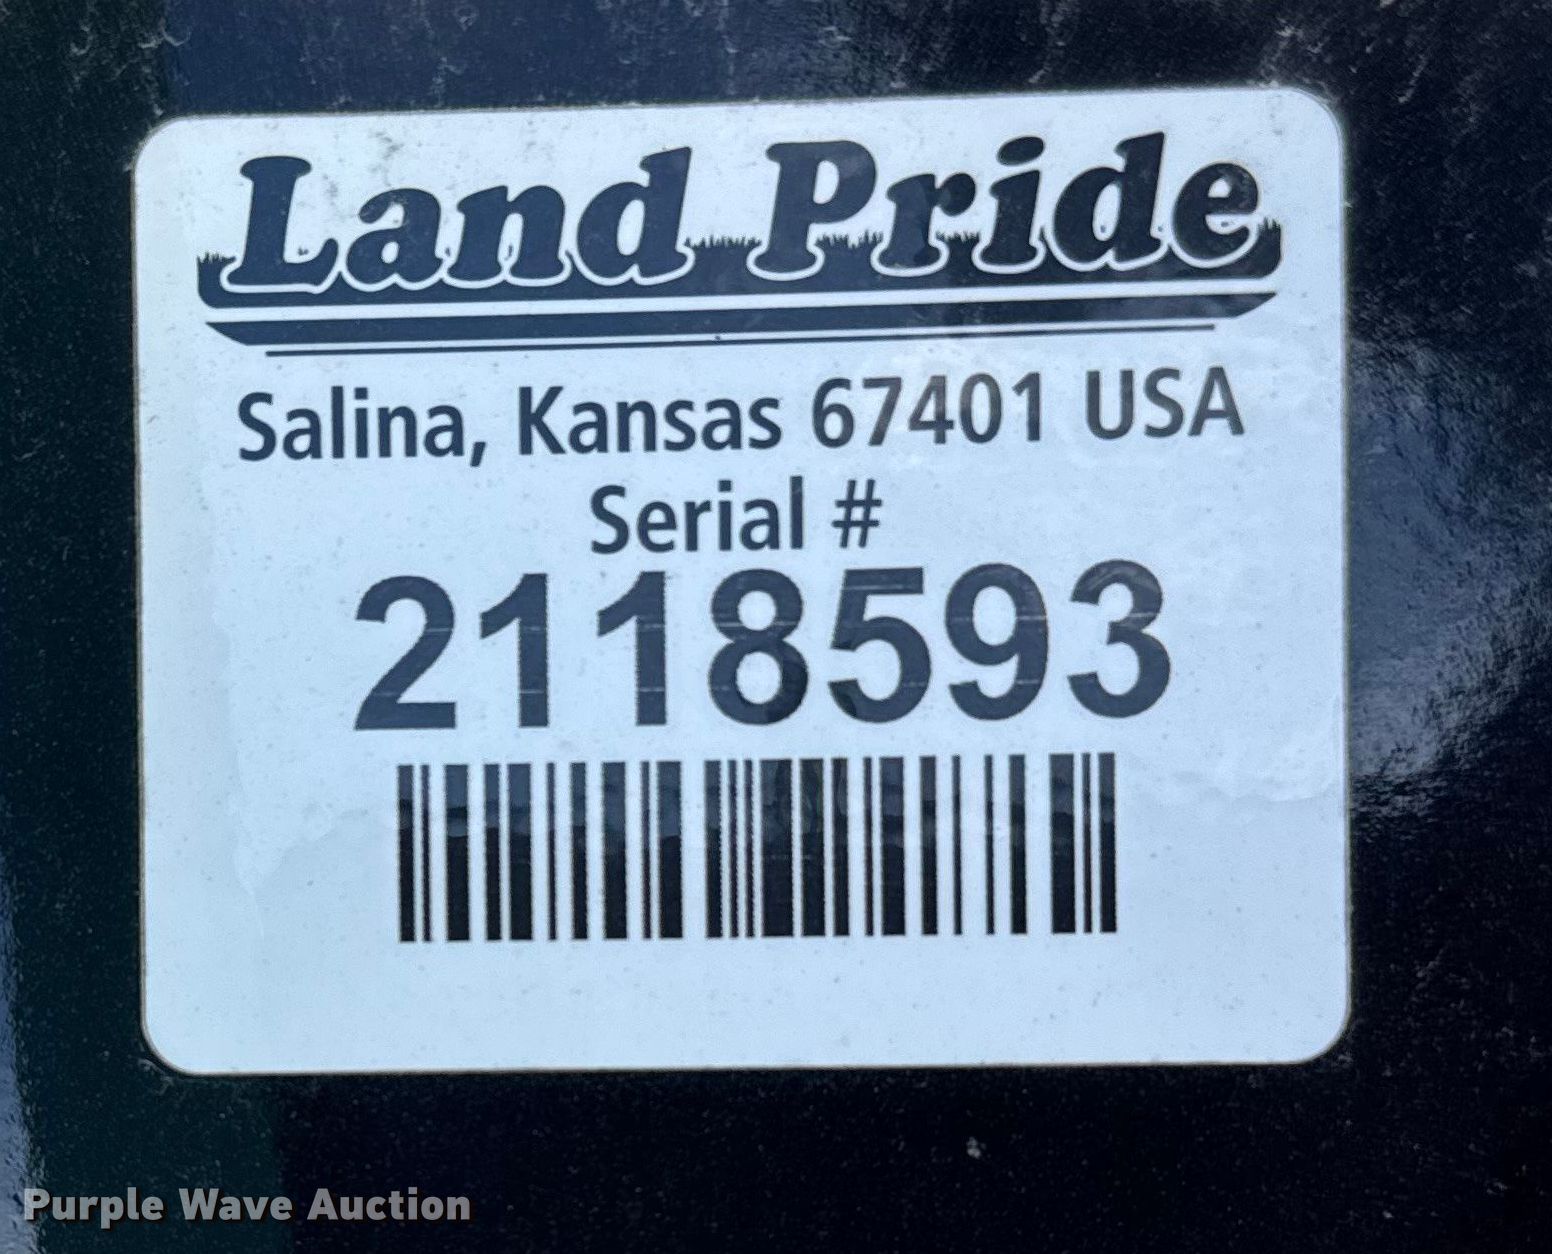 Land Pride
Salina, Kansas 67401 USA
Serial #
2118593
Purple Wave Auction